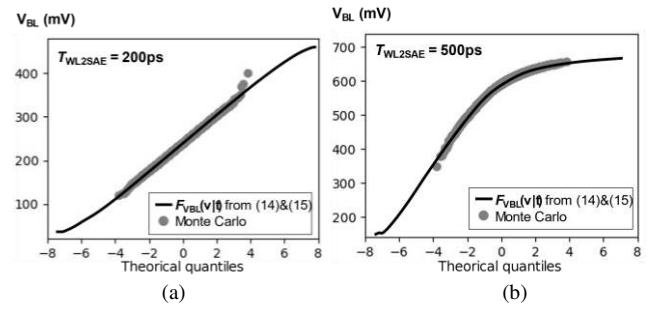 V_BL (mV)
T_WL2SAE = 200ps
400
300
200
100
F_VBL(v|t) from (14)&(15)
Monte Carlo
−8 −6 −4 −2 0 2 4 6 8
Theorical quantiles
(a)
V_BL (mV)
T_WL2SAE = 500ps
700
600
500
400
300
200
F_VBL(v|t) from (14)&(15)
Monte Carlo
−8 −6 −4 −2 0 2 4 6 8
Theorical quantiles
(b)